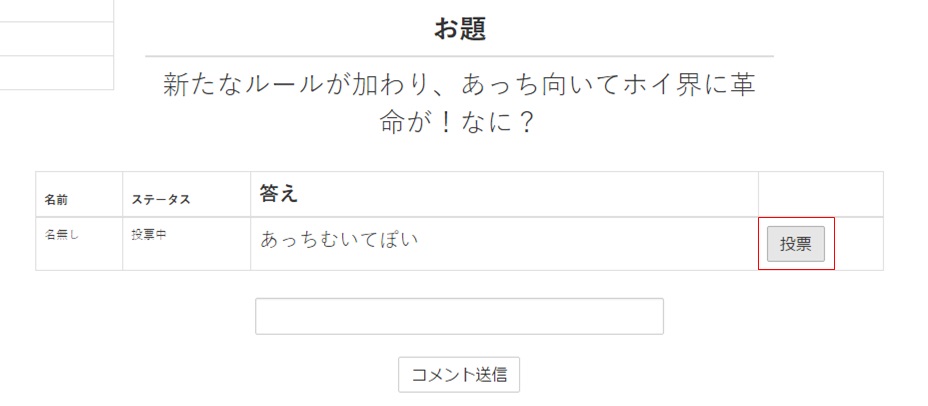 お題
新たなルールが加わり、あっち向いてホイ界に革
命が！なに？
名前 ステータス 答え
名無し 投票中 あっちむいてぽい 投票
コメント送信